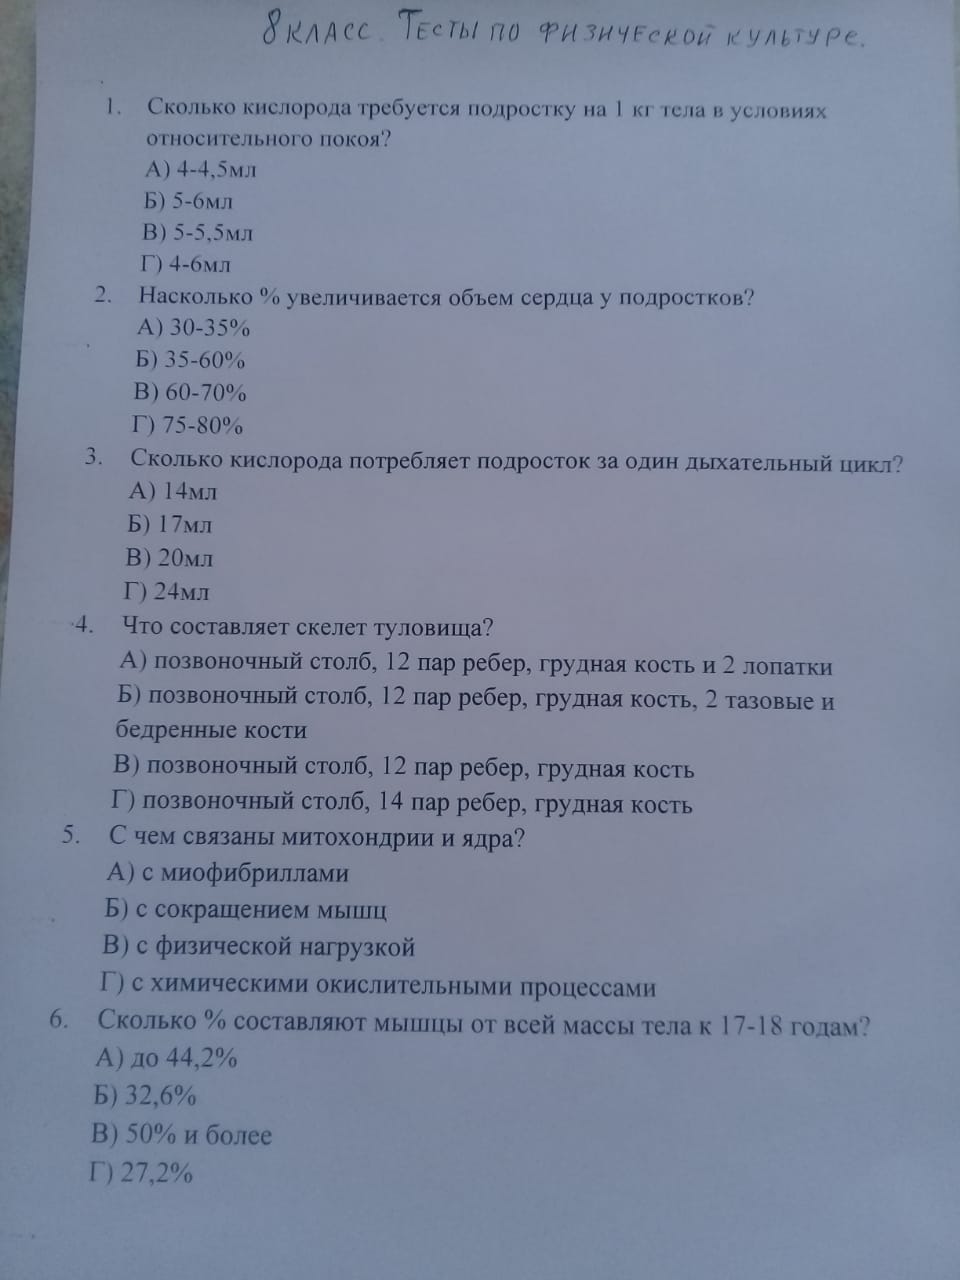 8 класс. Тесты по физической культуре.
1. Сколько кислорода требуется подростку на 1 кг тела в условиях
относительного покоя?
А) 4-4,5мл
Б) 5-6мл
В) 5-5,5мл
Г) 4-6мл
2. Насколько % увеличивается объем сердца у подростков?
А) 30-35%
Б) 35-60%
В) 60-70%
Г) 75-80%
3. Сколько кислорода потребляет подросток за один дыхательный цикл?
А) 14мл
Б) 17мл
В) 20мл
Г) 24мл
4. Что составляет скелет туловища?
А) позвоночный столб, 12 пар ребер, грудная кость и 2 лопатки
Б) позвоночный столб, 12 пар ребер, грудная кость, 2 тазовые и
бедренные кости
В) позвоночный столб, 12 пар ребер, грудная кость
Г) позвоночный столб, 14 пар ребер, грудная кость
5. С чем связаны митохондрии и ядра?
А) с миофибриллами
Б) с сокращением мышц
В) с физической нагрузкой
Г) с химическими окислительными процессами
6. Сколько % составляют мышцы от всей массы тела к 17-18 годам?
А) до 44,2%
Б) 32,6%
В) 50% и более
Г) 27,2%